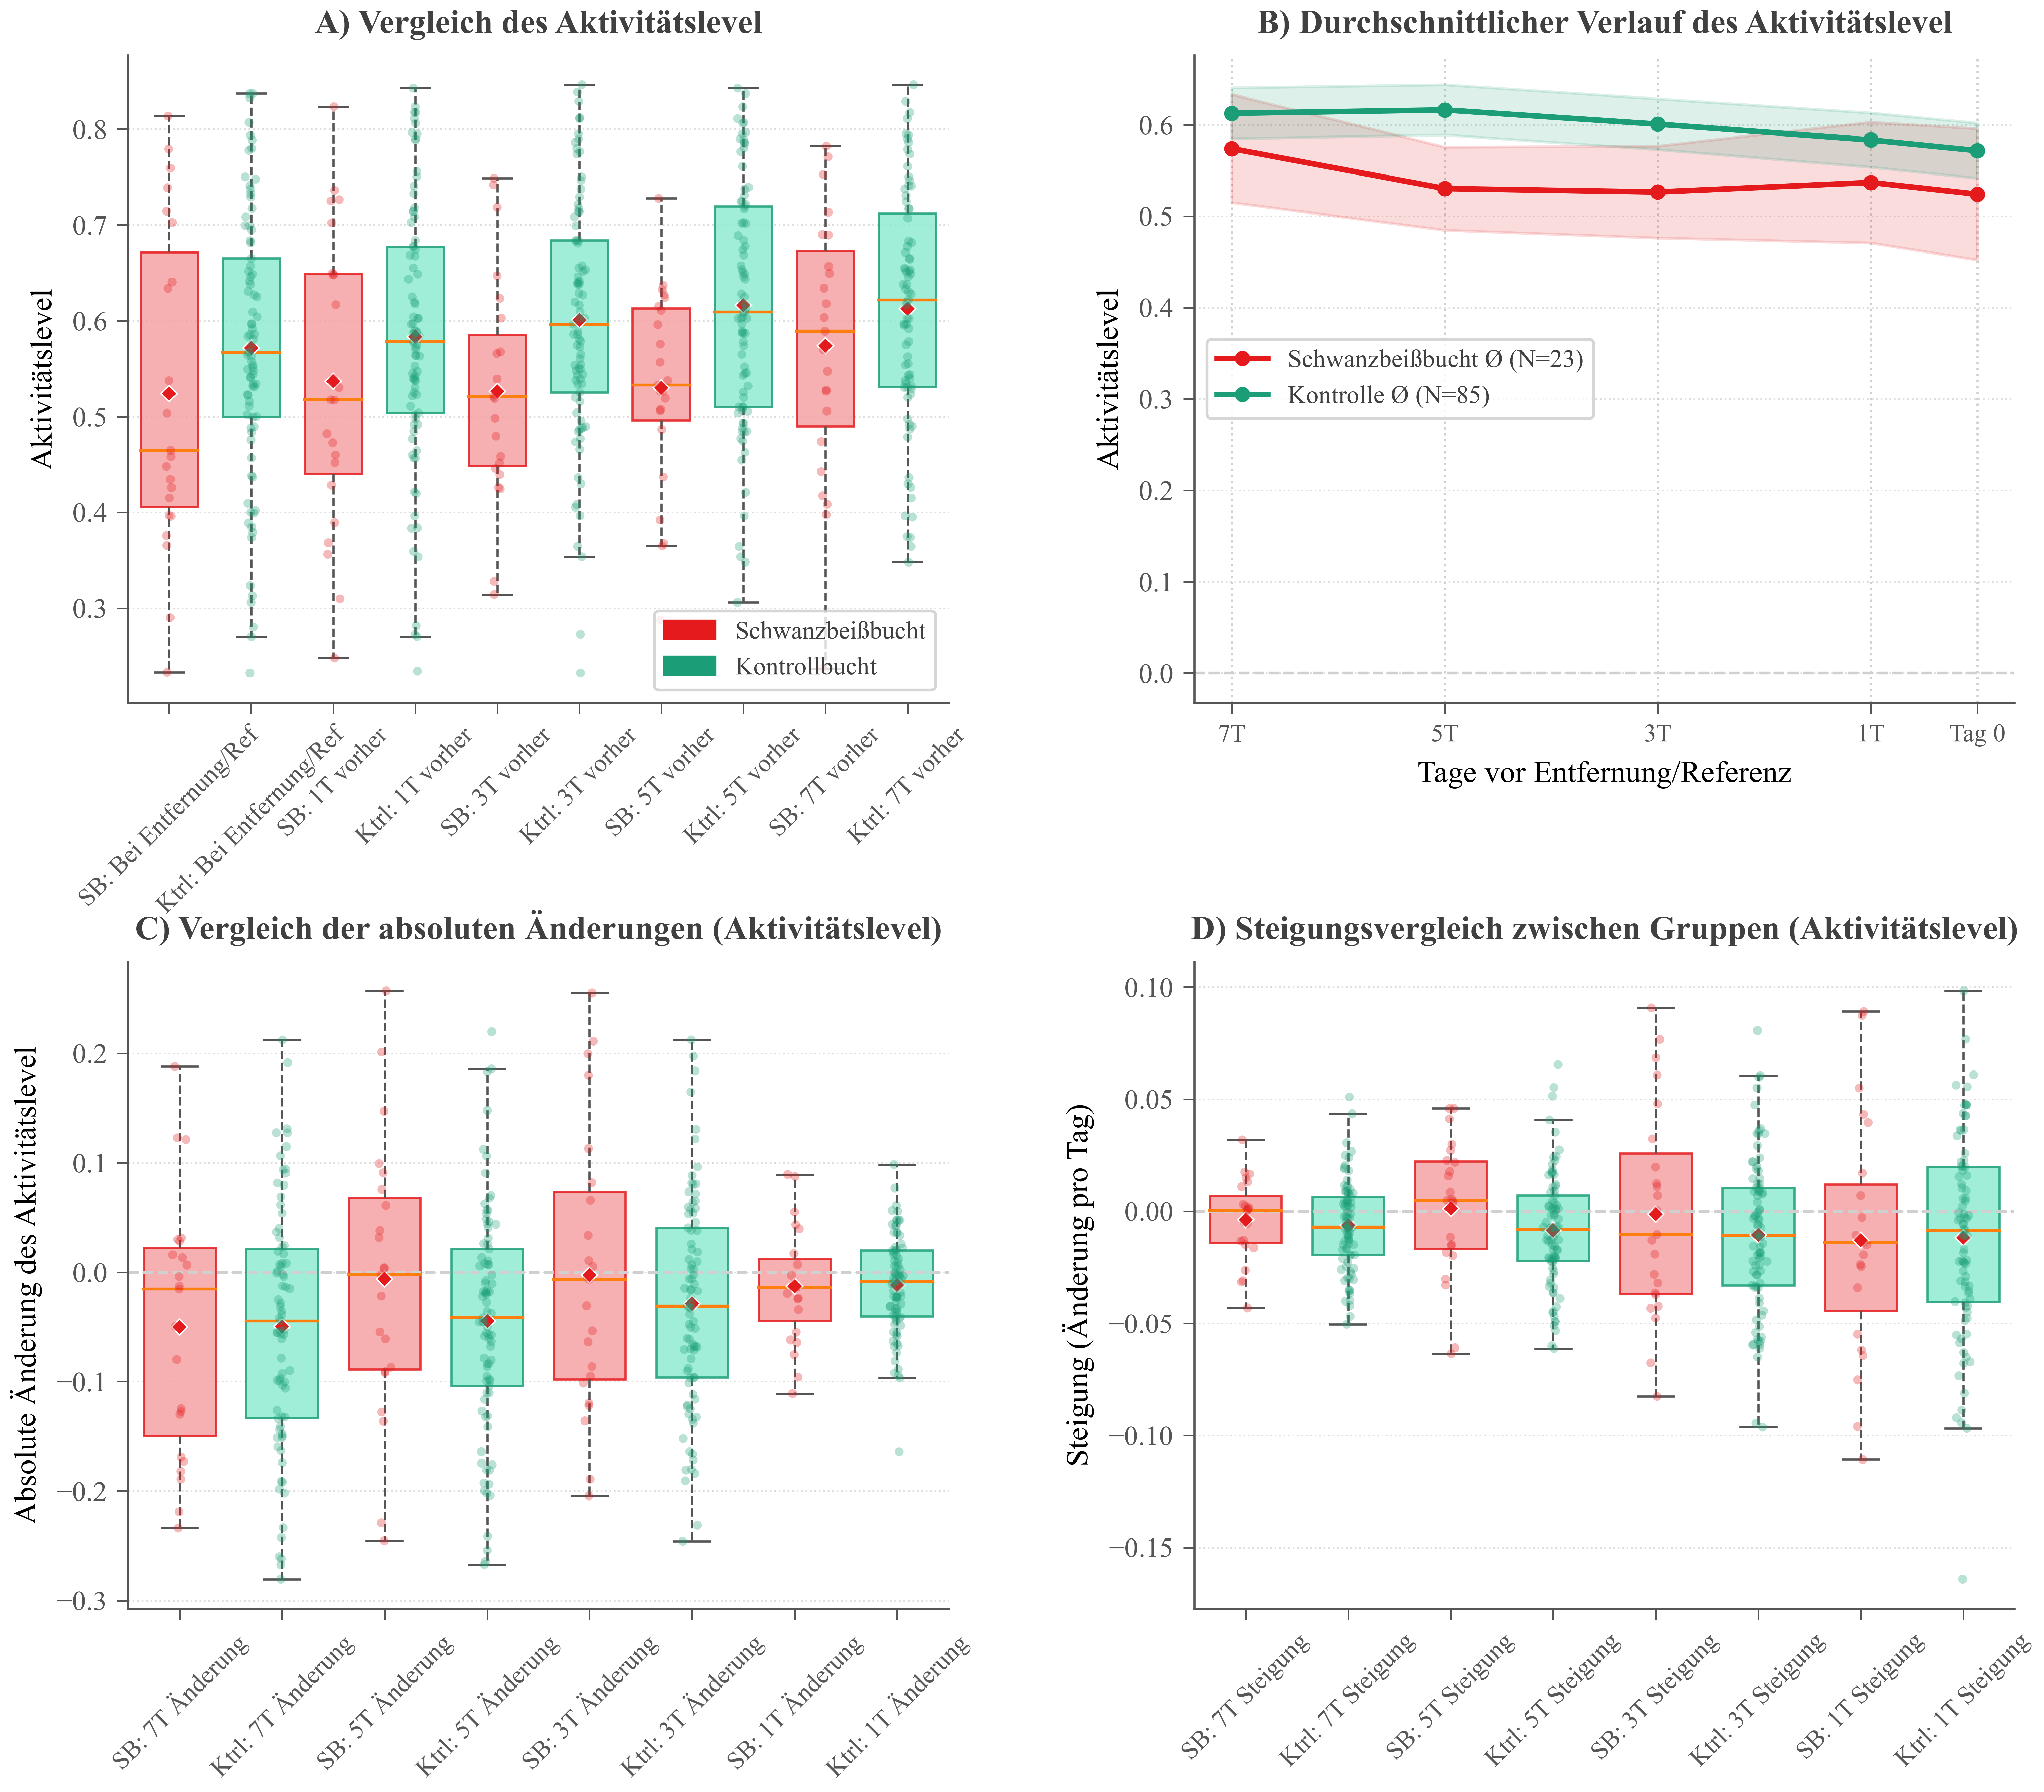 A) Vergleich des Aktivitätslevel
Aktivitätslevel
0.8
0.7
0.6
0.5
0.4
0.3
Schwanzbeißbucht
Kontrollbucht
SB: Bei Entfernung/Ref
Ktrl: Bei Entfernung/Ref
SB: 1T vorher
Ktrl: 1T vorher
SB: 3T vorher
Ktrl: 3T vorher
SB: 5T vorher
Ktrl: 5T vorher
SB: 7T vorher
Ktrl: 7T vorher
B) Durchschnittlicher Verlauf des Aktivitätslevel
Aktivitätslevel
0.6
0.5
0.4
0.3
0.2
0.1
0.0
Schwanzbeißbucht Ø (N=23)
Kontrolle Ø (N=85)
7T
5T
3T
1T
Tag 0
Tage vor Entfernung/Referenz
C) Vergleich der absoluten Änderungen (Aktivitätslevel)
Absolute Änderung des Aktivitätslevel
0.2
0.1
0.0
−0.1
−0.2
−0.3
SB: 7T Änderung
Ktrl: 7T Änderung
SB: 5T Änderung
Ktrl: 5T Änderung
SB: 3T Änderung
Ktrl: 3T Änderung
SB: 1T Änderung
Ktrl: 1T Änderung
D) Steigungsvergleich zwischen Gruppen (Aktivitätslevel)
Steigung (Änderung pro Tag)
0.10
0.05
0.00
−0.05
−0.10
−0.15
SB: 7T Steigung
Ktrl: 7T Steigung
SB: 5T Steigung
Ktrl: 5T Steigung
SB: 3T Steigung
Ktrl: 3T Steigung
SB: 1T Steigung
Ktrl: 1T Steigung